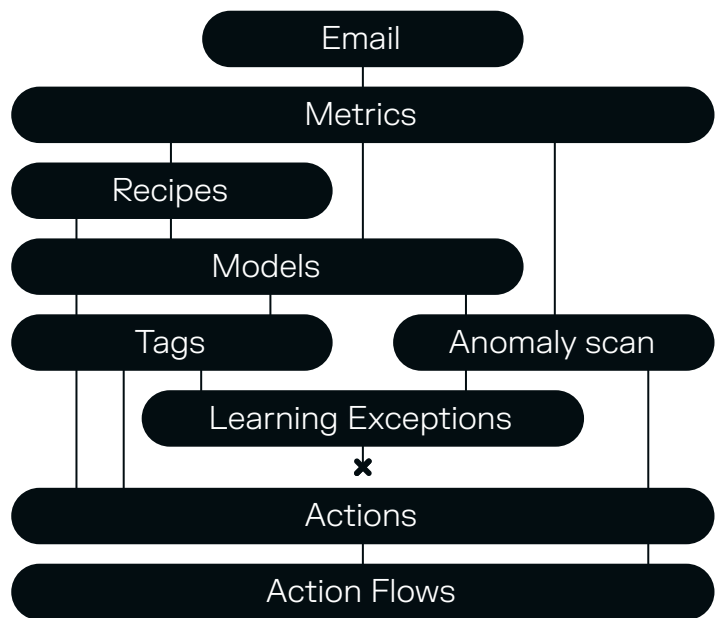 Email
Metrics
Recipes
Models
Tags
Anomaly scan
Learning Exceptions
Actions
Action Flows